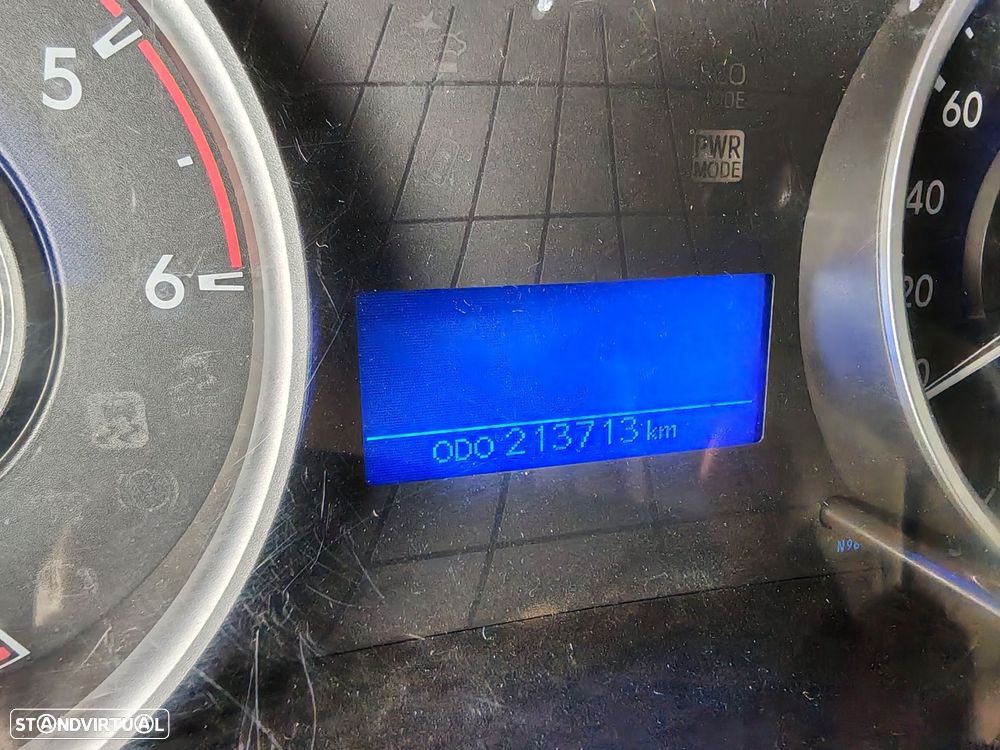 5
6
PWR
MODE
60
40
20
ODO 213713 km
STANDVIRTUAL